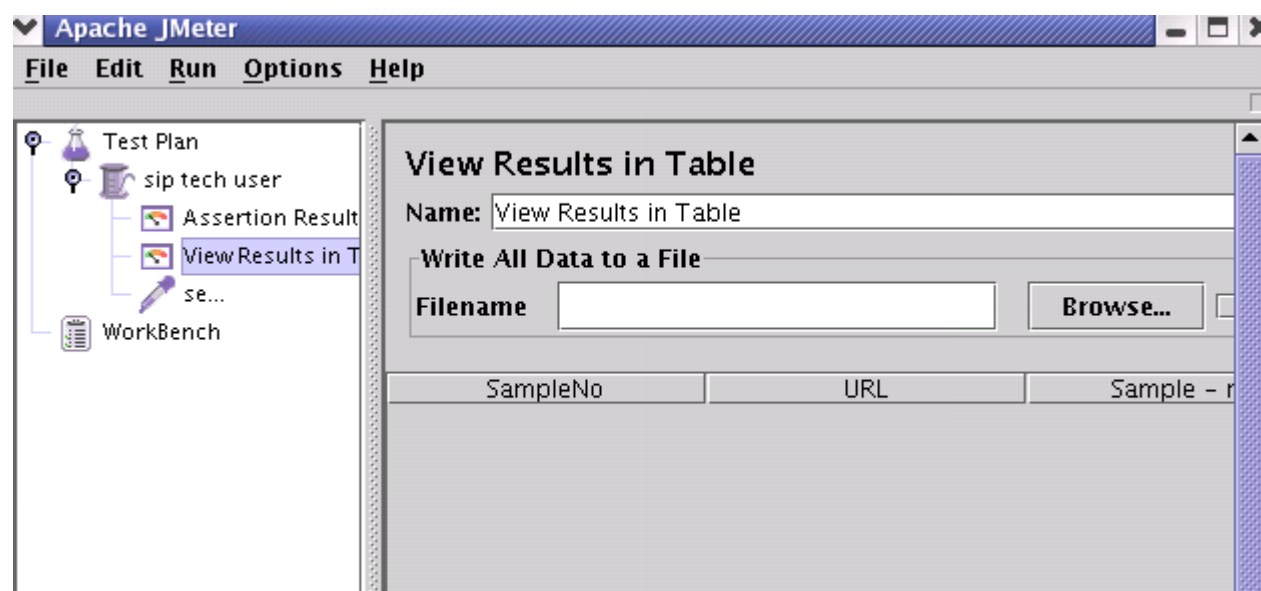 Apache JMeter
File Edit Run Options Help
Test Plan
sip tech user
Assertion Result
View Results in T
se...
WorkBench
View Results in Table
Name: View Results in Table
Write All Data to a File
Filename Browse...
SampleNo URL Sample - r